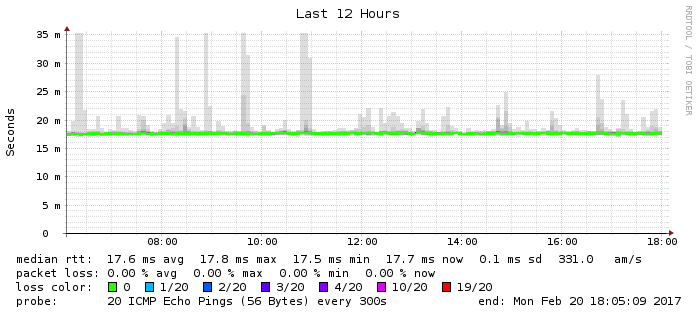 Last 12 Hours
RRDTOOL / TOBI OETIKER
Seconds
35 m
30 m
25 m
20 m
15 m
10 m
5 m
0
08:00 10:00 12:00 14:00 16:00 18:00
median rtt: 17.6 ms avg 17.8 ms max 17.5 ms min 17.7 ms now 0.1 ms sd 331.0 am/s
packet loss: 0.00 % avg 0.00 % max 0.00 % min 0.00 % now
loss color: 0 1/20 2/20 3/20 4/20 10/20 19/20
probe: 20 ICMP Echo Pings (56 Bytes) every 300s end: Mon Feb 20 18:05:09 2017